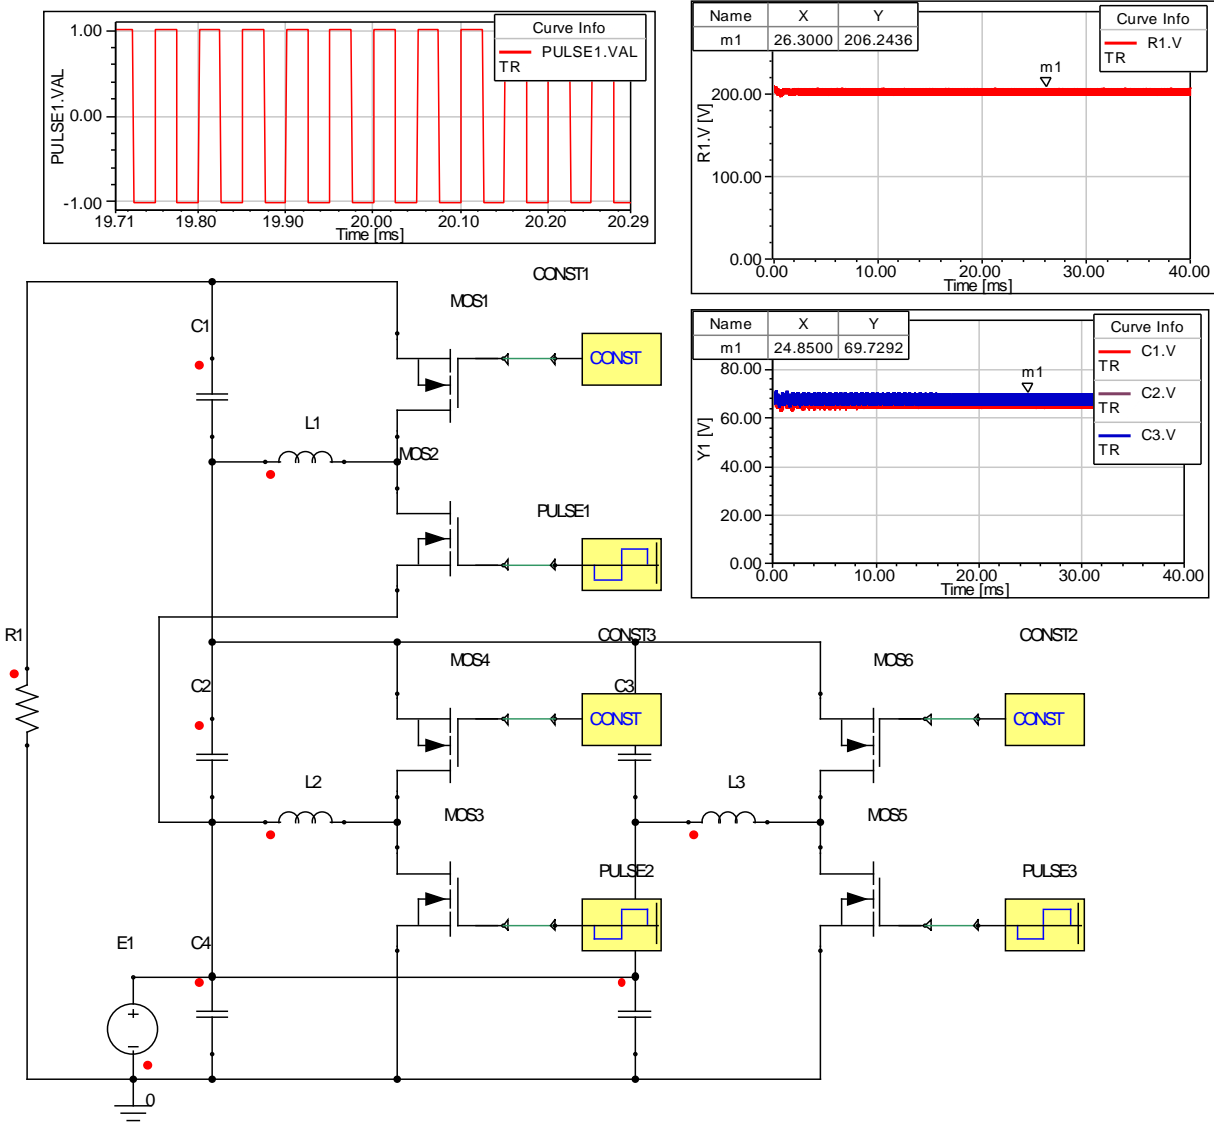 Curve Info
PULSE1.VAL
TR
1.00
0.00
-1.00
PULSE1.VAL
19.71 19.80 19.90 20.00 20.10 20.20 20.29
Time [ms]
Name X Y
m1 26.3000 206.2436
Curve Info
R1.V
TR
m1
200.00
100.00
0.00
R1.V [V]
0.00 10.00 20.00 30.00 40.00
Time [ms]
Name X Y
m1 24.8500 69.7292
Curve Info
C1.V
TR
C2.V
TR
C3.V
TR
m1
80.00
60.00
40.00
20.00
0.00
Y1 [V]
0.00 10.00 20.00 30.00 40.00
Time [ms]
CONST1
MOS1
C1
CONST
L1
MOS2
PULSE1
R1
CONST3
CONST2
MOS4
MOS6
C2
C3
CONST
CONST
L2
L3
MOS3
MOS5
PULSE2
PULSE3
E1
C4
0